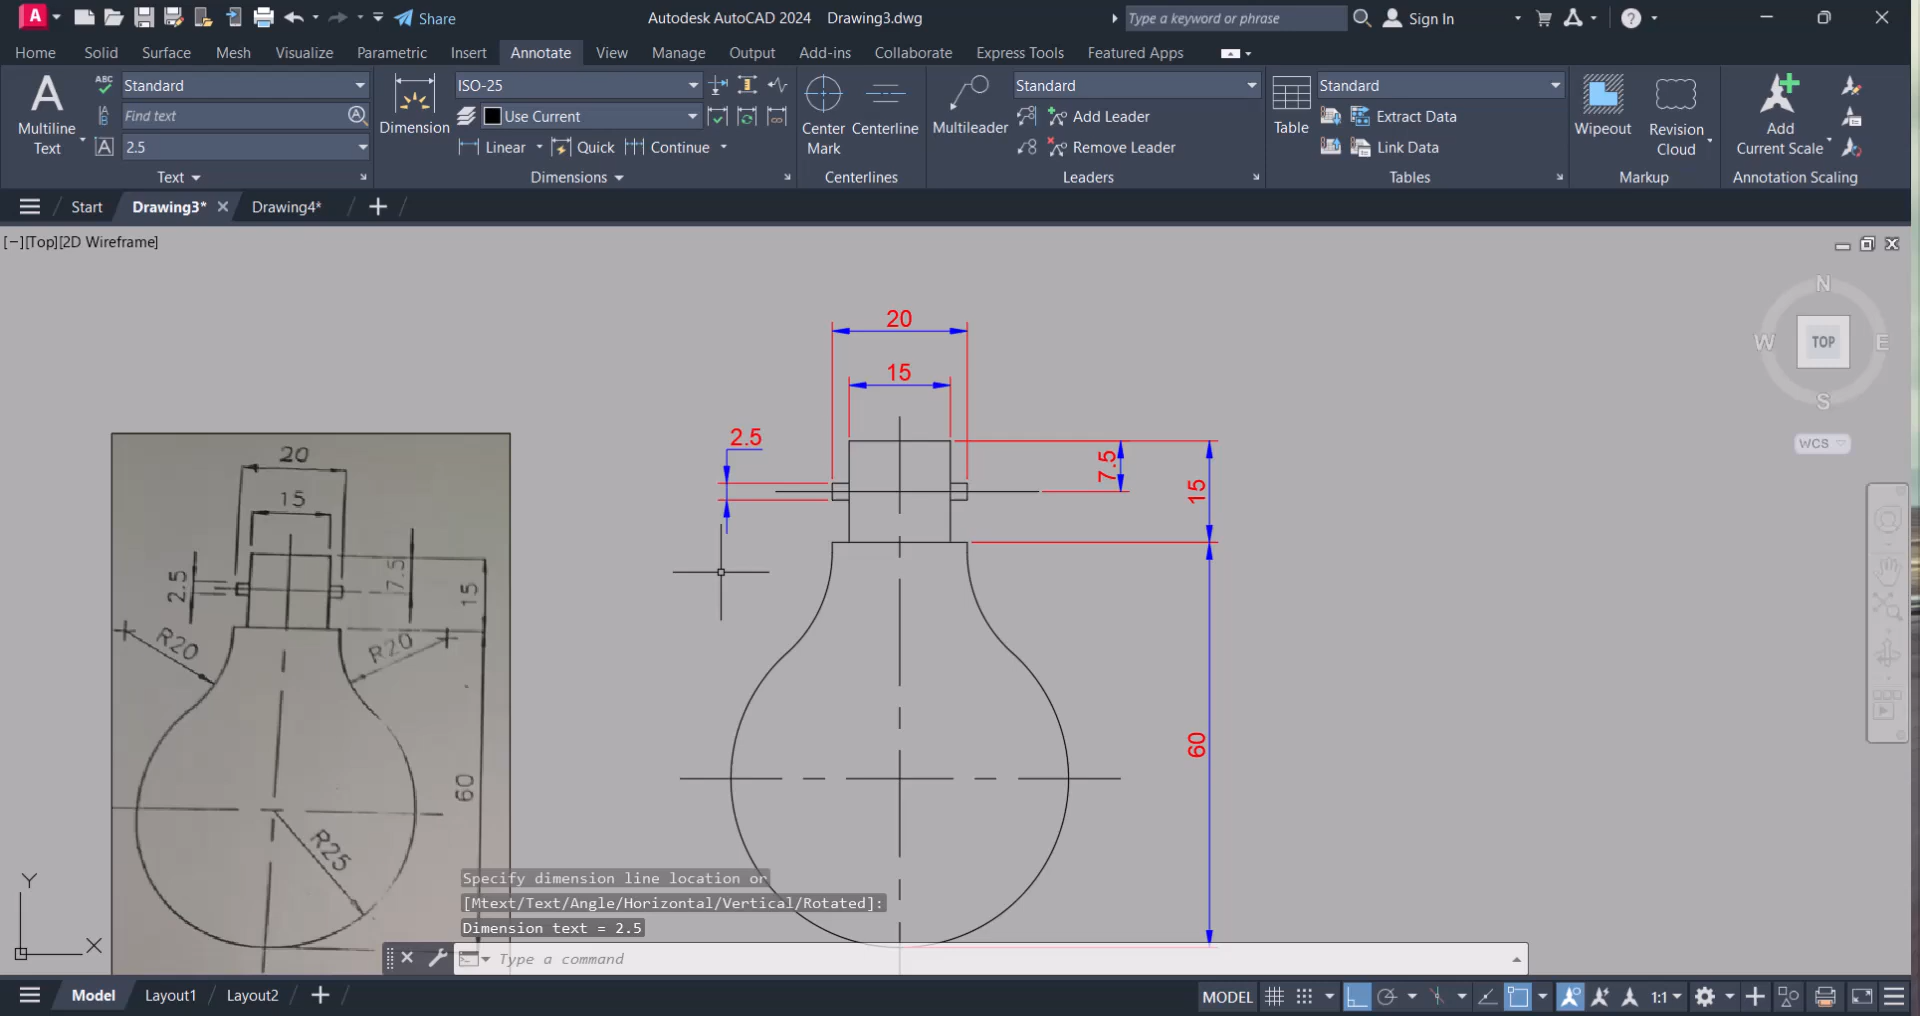 Share
Autodesk AutoCAD 2024 Drawing3.dwg
Type a keyword or phrase
Sign In
Home Solid Surface Mesh Visualize Parametric Insert Annotate View Manage Output Add-ins Collaborate Express Tools Featured Apps
Multiline
Text
Standard
Find text
2.5
Text
Dimension
ISO-25
Use Current
Linear
Quick
Continue
Dimensions
Center
Mark
Centerline
Centerlines
Multileader
Standard
Add Leader
Remove Leader
Leaders
Table
Standard
Extract Data
Link Data
Tables
Wipeout
Revision
Cloud
Markup
Add
Current Scale
Annotation Scaling
Start
Drawing3*
Drawing4*
[−][Top][2D Wireframe]
N
W
TOP
E
S
WCS
20
15
2.5
7.5
15
60
20
15
2.5
7.5
15
R20
R20
60
R25
Y
X
Specify dimension line location or
[Mtext/Text/Angle/Horizontal/Vertical/Rotated]:
Dimension text = 2.5
Type a command
Model
Layout1
Layout2
MODEL
1:1